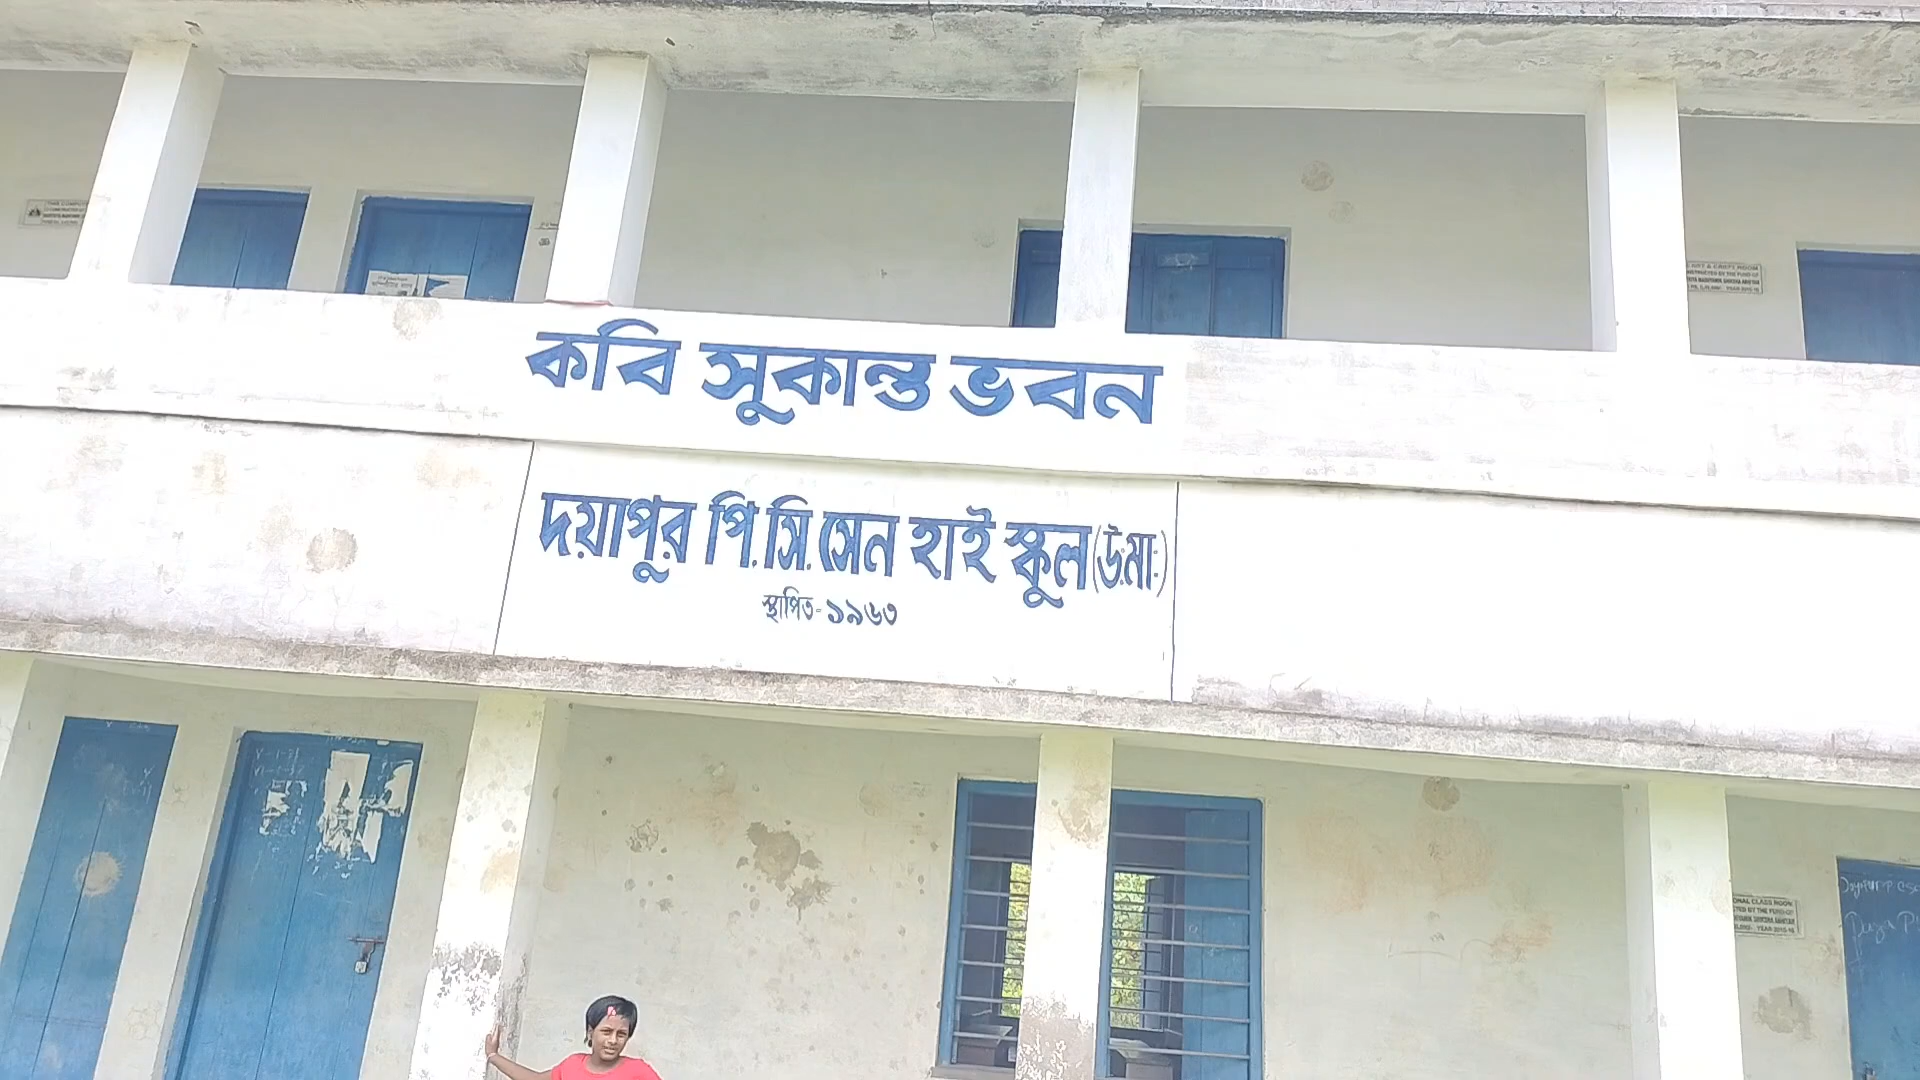 কবি সুকান্ত ভবন
দয়াপুর পি. সি. সেন হাই স্কুল (উঃমাঃ)
স্থাপিত- ১৯৬৩